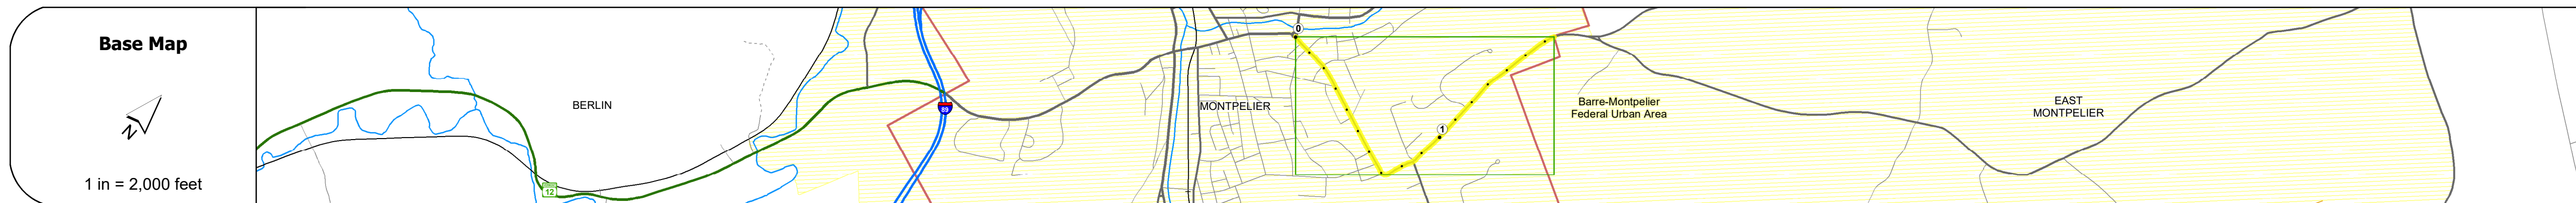 Base Map
N
1 in = 2,000 feet
BERLIN
12
89
MONTPELIER
0
1
Barre-Montpelier
Federal Urban Area
EAST
MONTPELIER